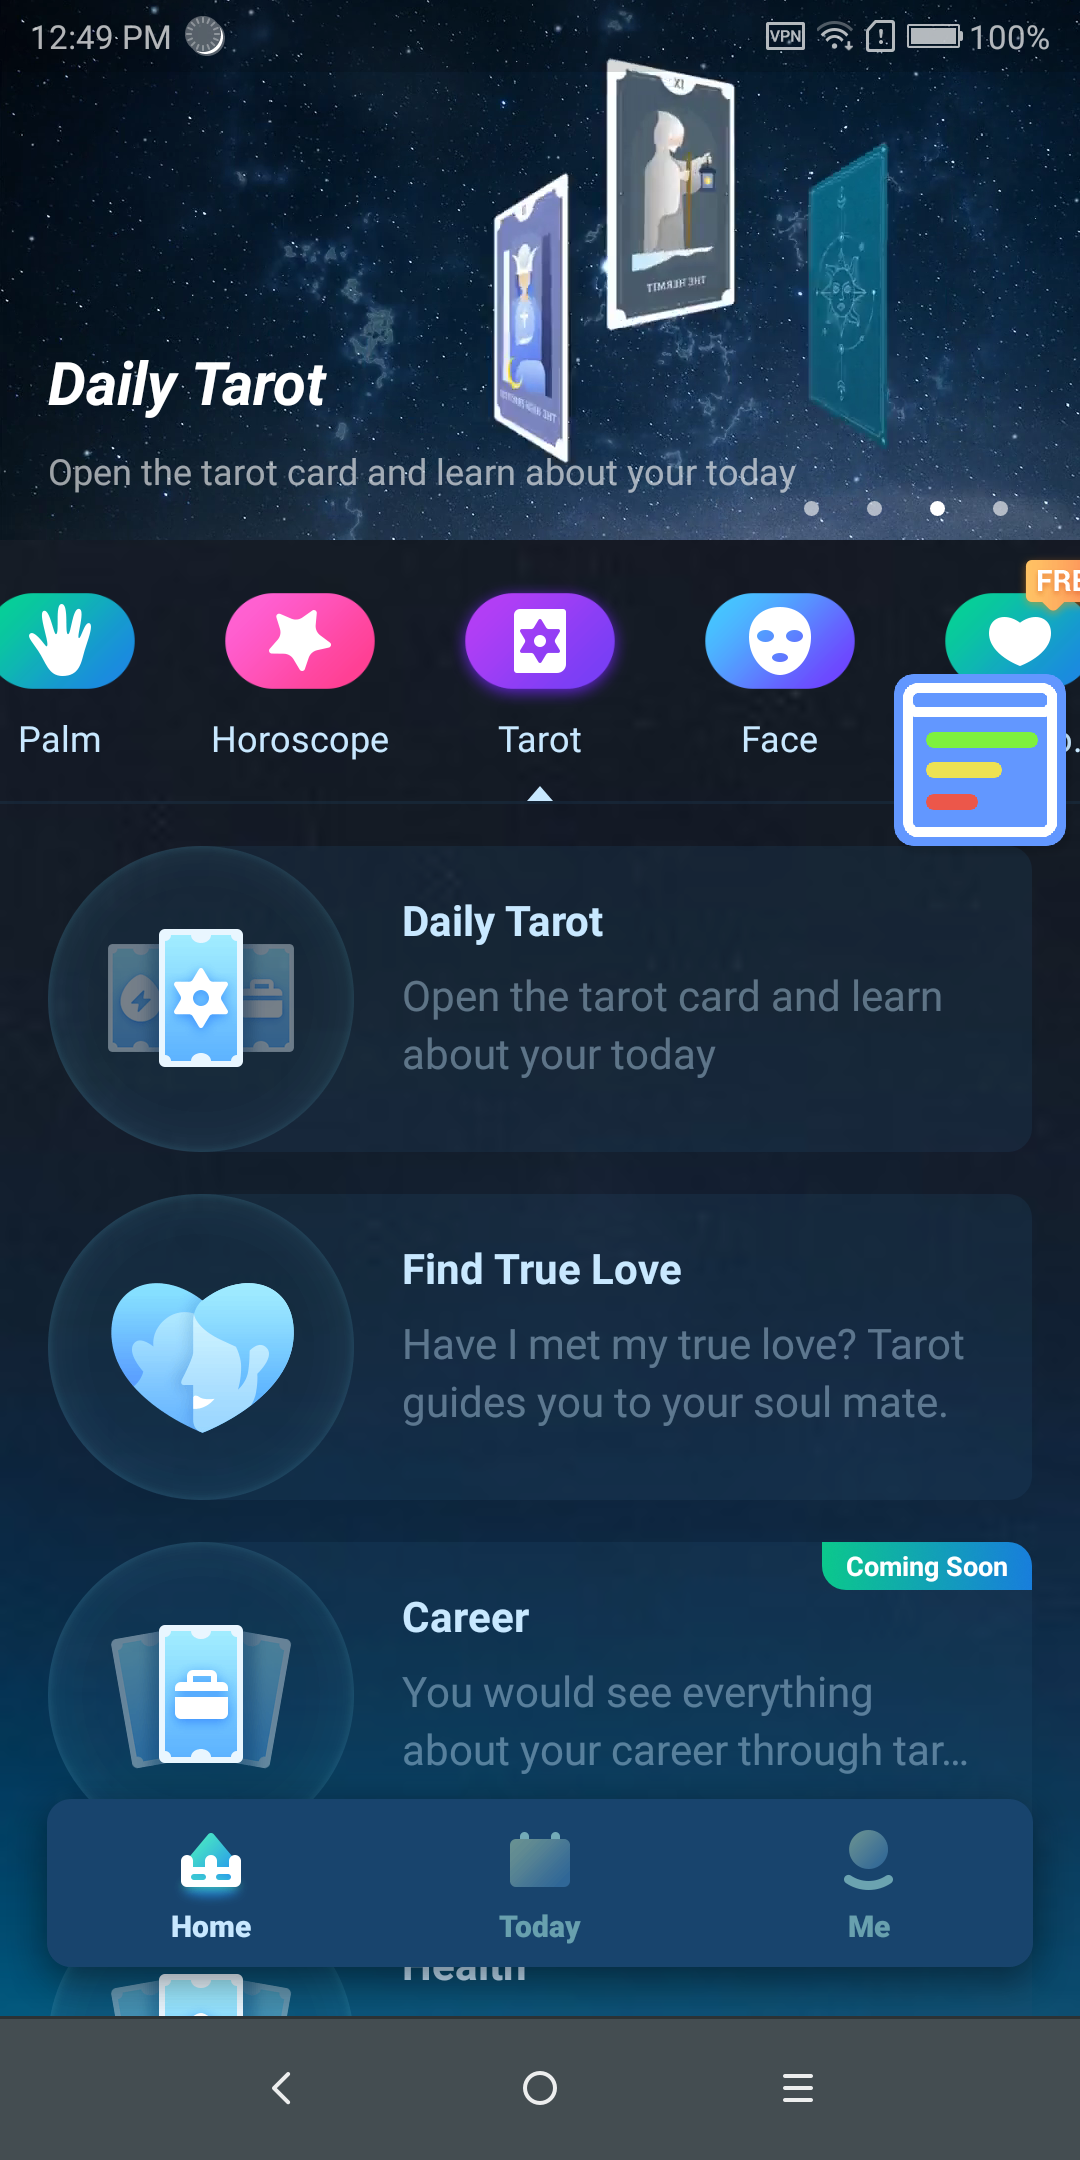 12:49 PM
VPN
100%
XI
THE HERMIT
Daily Tarot
Open the tarot card and learn about your today
FRE
Palm
Horoscope
Tarot
Face
Daily Tarot
Open the tarot card and learn
about your today
Find True Love
Have I met my true love? Tarot
guides you to your soul mate.
Coming Soon
Career
You would see everything
about your career through tar...
Home
Today
Me
Health